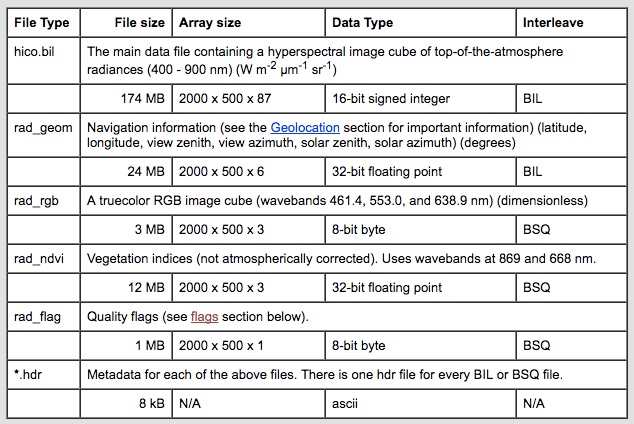 File Type File size Array size Data Type Interleave
hico.bil The main data file containing a hyperspectral image cube of top-of-the-atmosphere
radiances (400 - 900 nm) (W m-2 µm-1 sr-1)
174 MB 2000 x 500 x 87 16-bit signed integer BIL
rad_geom Navigation information (see the Geolocation section for important information) (latitude,
longitude, view zenith, view azimuth, solar zenith, solar azimuth) (degrees)
24 MB 2000 x 500 x 6 32-bit floating point BIL
rad_rgb A truecolor RGB image cube (wavebands 461.4, 553.0, and 638.9 nm) (dimensionless)
3 MB 2000 x 500 x 3 8-bit byte BSQ
rad_ndvi Vegetation indices (not atmospherically corrected). Uses wavebands at 869 and 668 nm.
12 MB 2000 x 500 x 3 32-bit floating point BSQ
rad_flag Quality flags (see flags section below).
1 MB 2000 x 500 x 1 8-bit byte BSQ
*.hdr Metadata for each of the above files. There is one hdr file for every BIL or BSQ file.
8 kB N/A ascii N/A